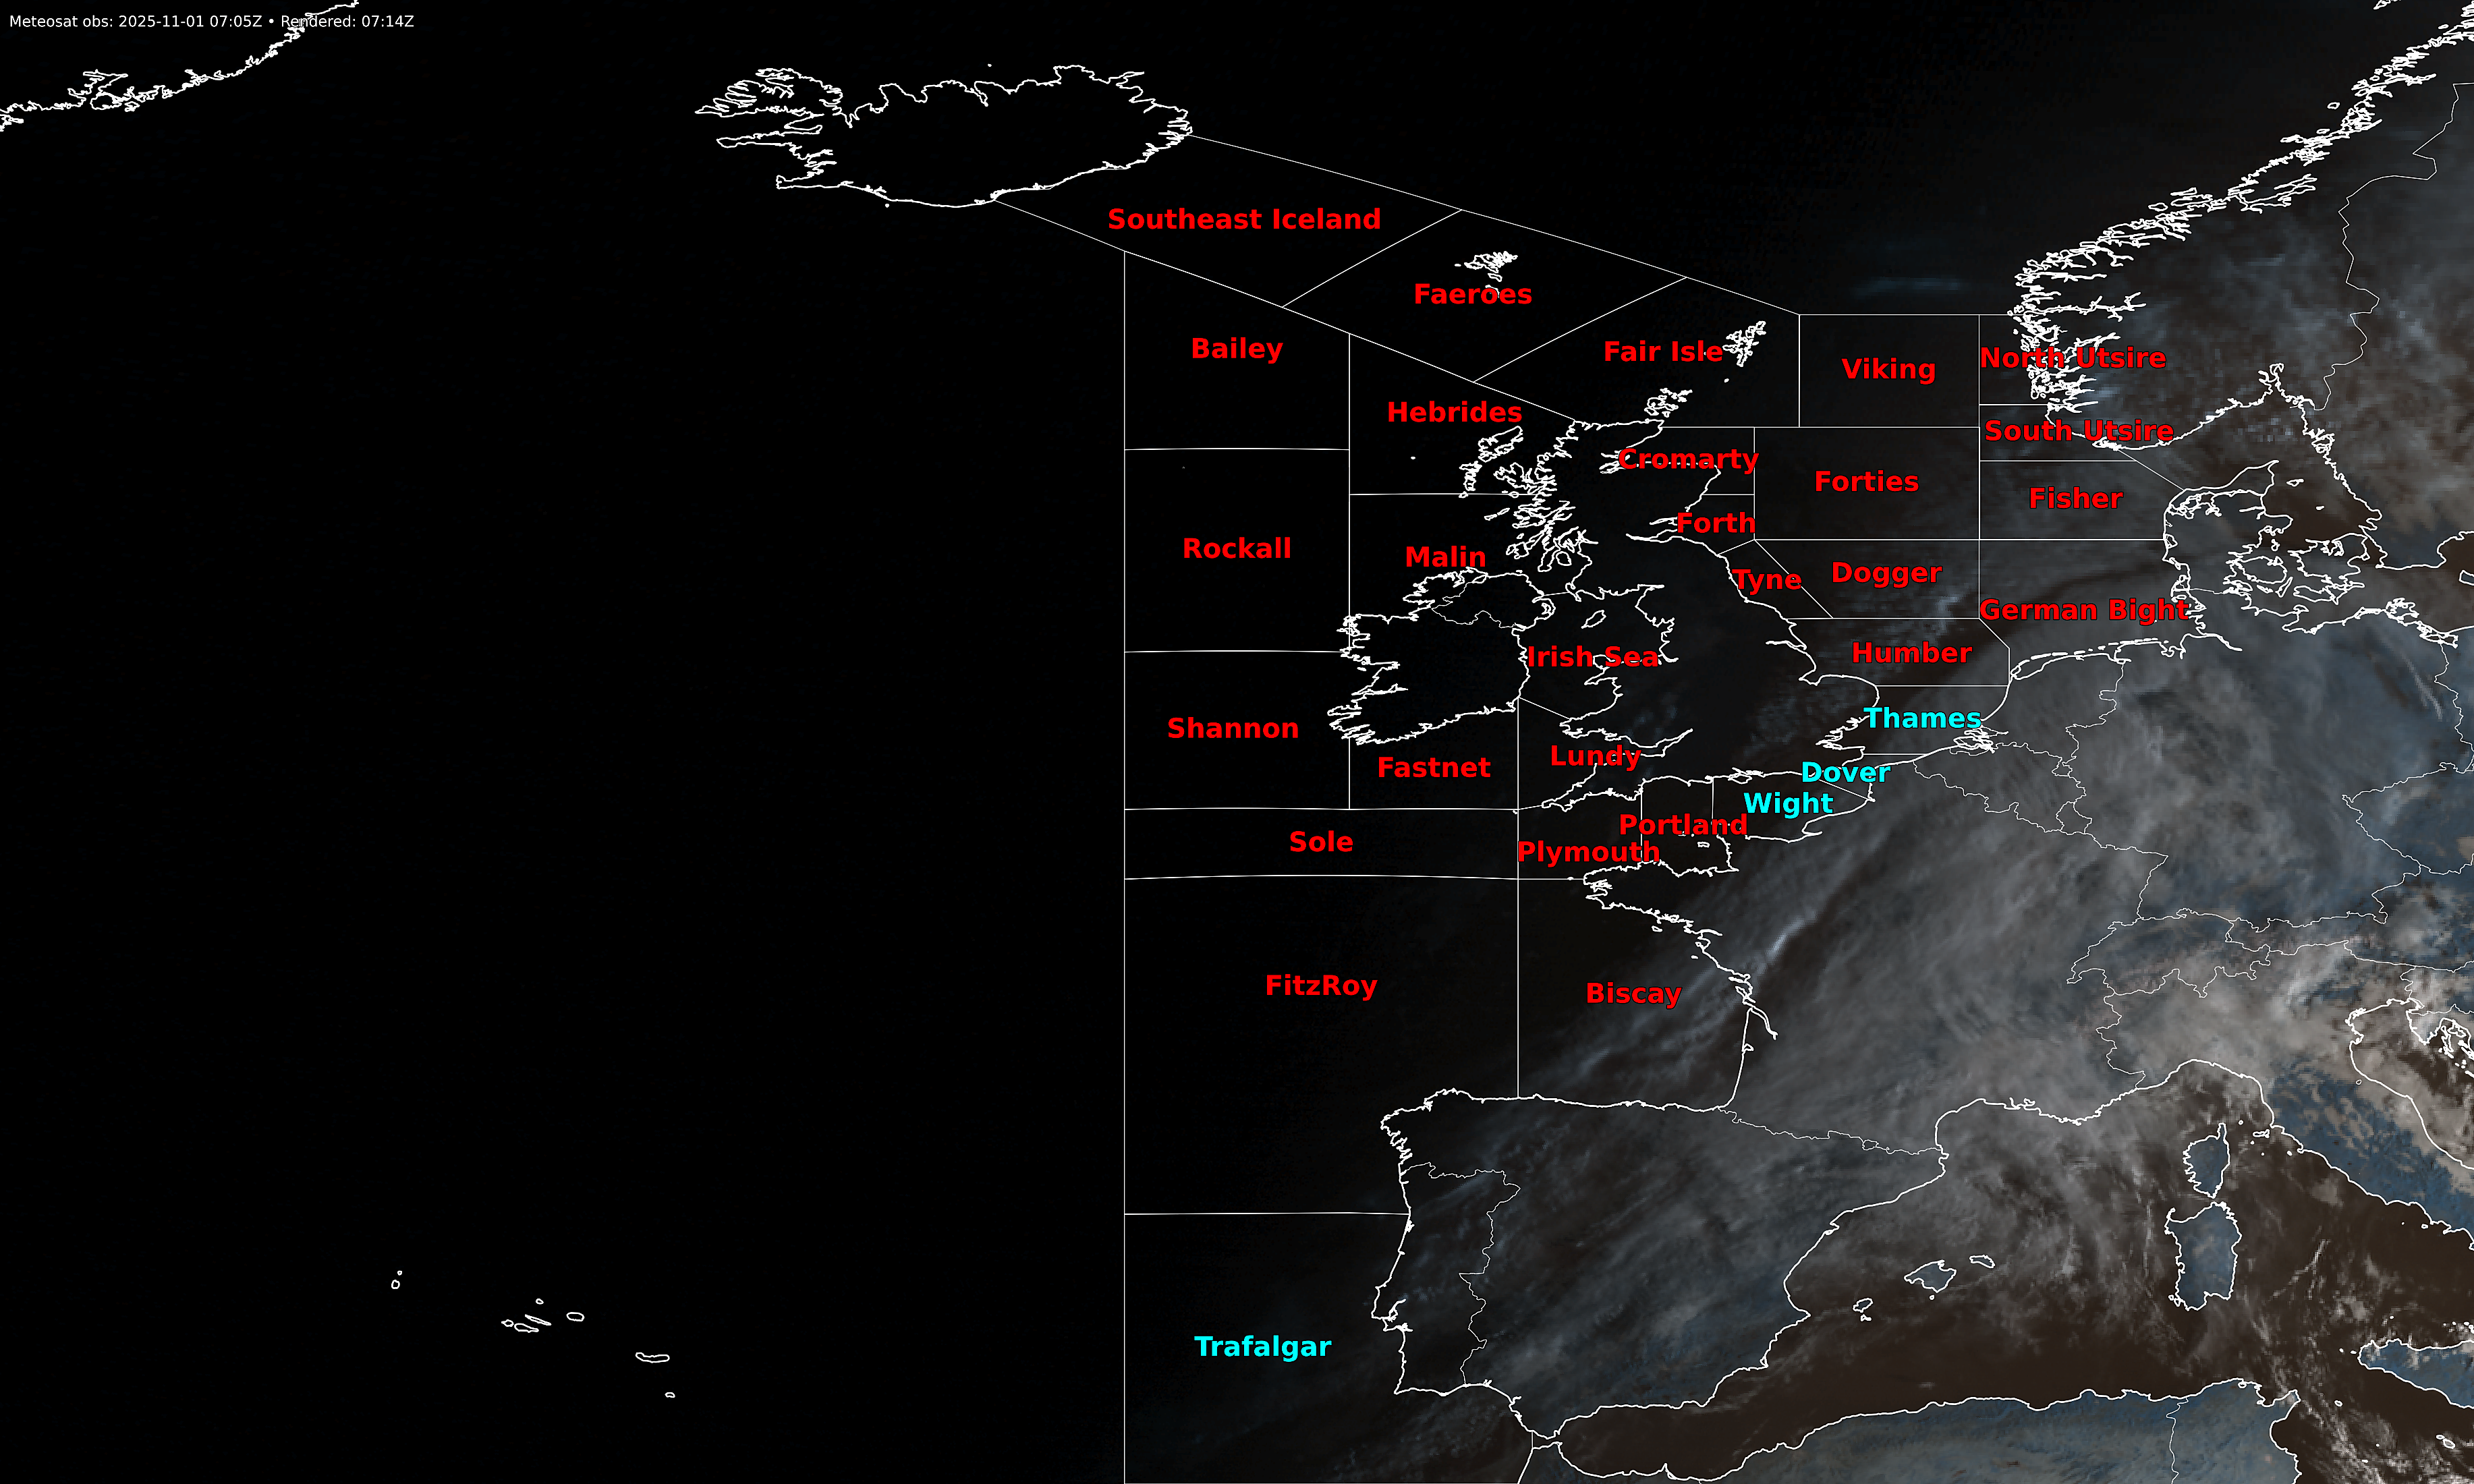 Meteosat obs: 2025-11-01 07:05Z • Rendered: 07:14Z
Southeast Iceland
Faeroes
Bailey
Fair Isle
Viking
North Utsire
Hebrides
South Utsire
Cromarty
Forties
Fisher
Forth
Rockall
Malin
Tyne
Dogger
German Bight
Irish Sea
Humber
Thames
Shannon
Fastnet
Lundy
Dover
Wight
Portland
Sole
Plymouth
FitzRoy
Biscay
Trafalgar